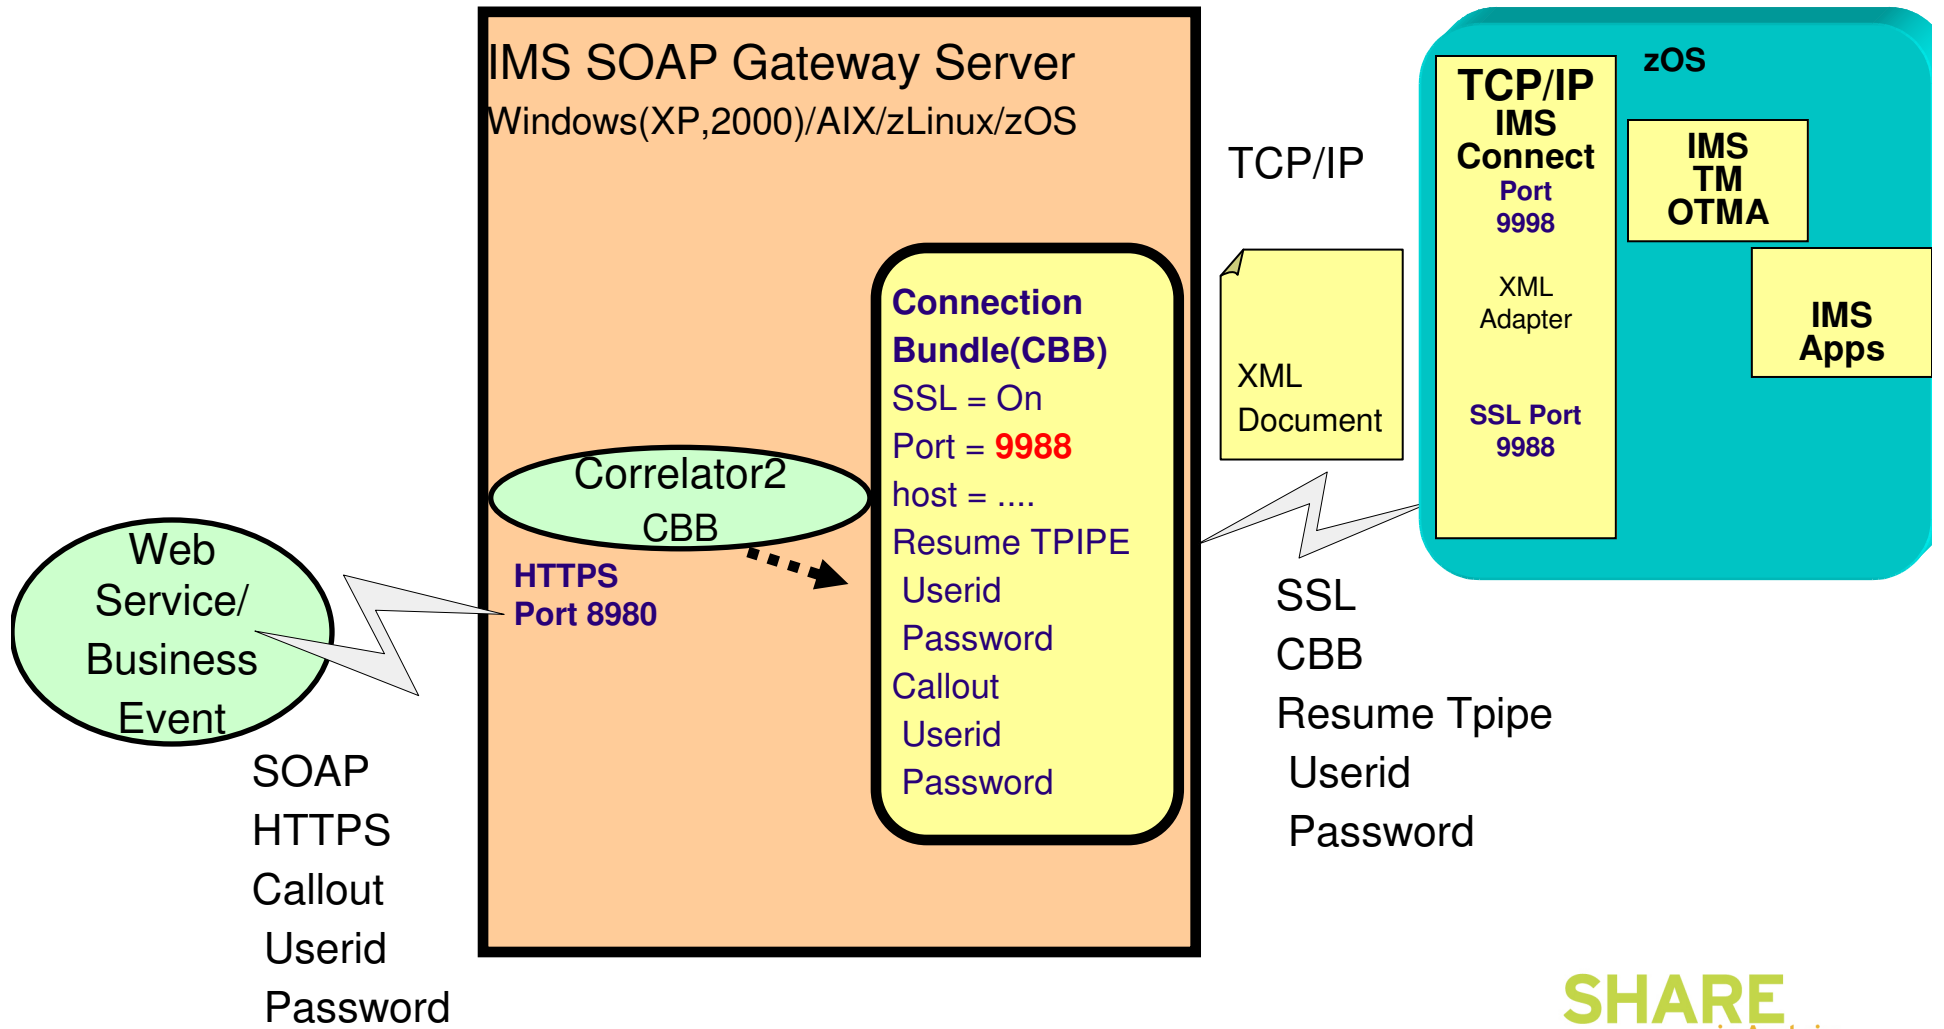 IMS SOAP Gateway Server
Windows(XP,2000)/AIX/zLinux/zOS
Web
Service/
Business
Event
SOAP
HTTPS
Callout
Userid
Password
HTTPS
Port 8980
Correlator2
CBB
Connection
Bundle(CBB)
SSL = On
Port = 9988
host = ....
Resume TPIPE
Userid
Password
Callout
Userid
Password
TCP/IP
XML
Document
SSL
CBB
Resume Tpipe
Userid
Password
zOS
TCP/IP
IMS
Connect
Port
9998
XML
Adapter
SSL Port
9988
IMS
TM
OTMA
IMS
Apps
SHARE